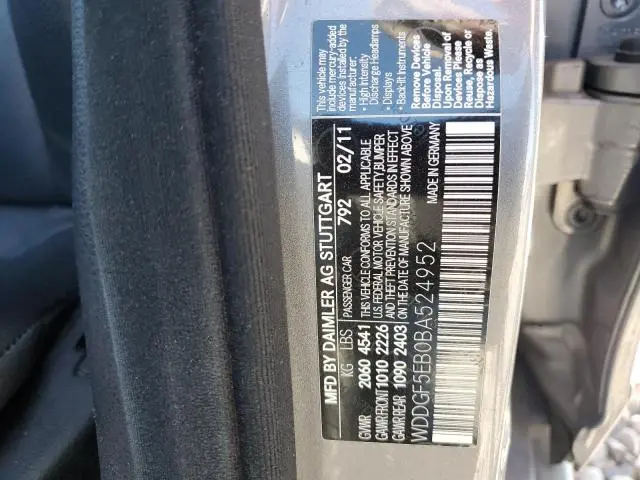 This vehicle may
include mercury-added
devices installed by the
manufacturer:
• High Intensity
Discharge Headlamps
• Displays
• Back-lit Instruments
Remove Devices
Before Vehicle
Disposal.
Upon Removal of
Devices Please
Reuse, Recycle or
Dispose as
Hazardous Waste.
MFD BY DAIMLER AG STUTTGART
KG LBS PASSENGER CAR 792 02/11
GVWR 2060 4541
GAWR FRONT 1010 2226
GAWR REAR 1090 2403
THIS VEHICLE CONFORMS TO ALL APPLICABLE
U.S. FEDERAL MOTOR VEHICLE SAFETY,BUMPER
AND THEFT PREVENTION STANDARDS IN EFFECT
ON THE DATE OF MANUFACTURE SHOWN ABOVE
MADE IN GERMANY
WDDGF5EB0BA524952